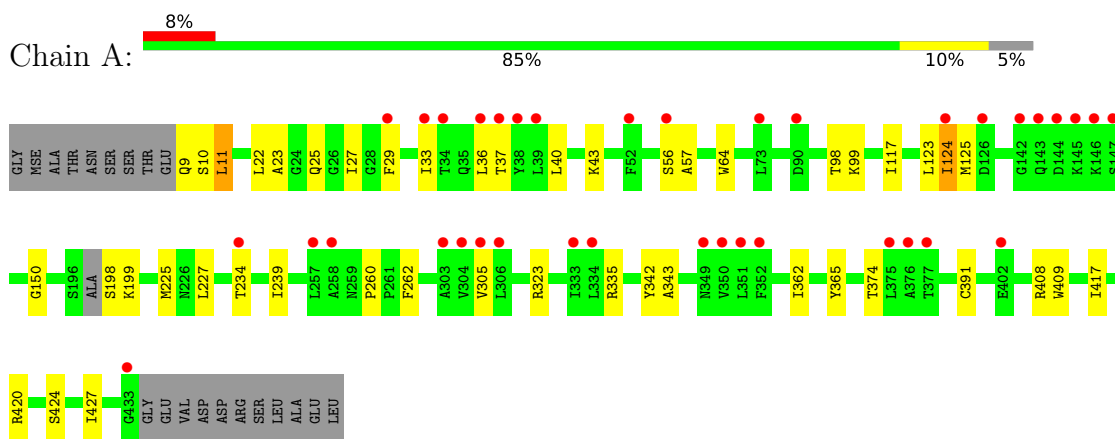 8%
Chain A:
85% 10% 5%
GLY MSE ALA THR ASN SER SER THR GLU Q9 S10 L11 L22 A23 G24 Q25 G26 I27 G28 F29 I33 T34 Q35 L36 T37 Y38 L39 L40 K43 F52 S56 A57 W64 L73 D90 T98 K99 I117 L123 I124 M125 D126 G142 Q143 D144 K145 K146 S147
G150 S196 ALA S198 K199 M225 N226 L227 T234 I239 L257 A258 N259 P260 P261 F262 A303 V304 V305 L306 R323 I333 L334 R335 Y342 A343 N349 V350 L351 F352 I362 Y365 T374 L375 A376 T377 C391 E402 R408 W409 I417
R420 S424 I427 G433 GLY GLU VAL ASP ASP ARG SER LEU ALA GLU LEU